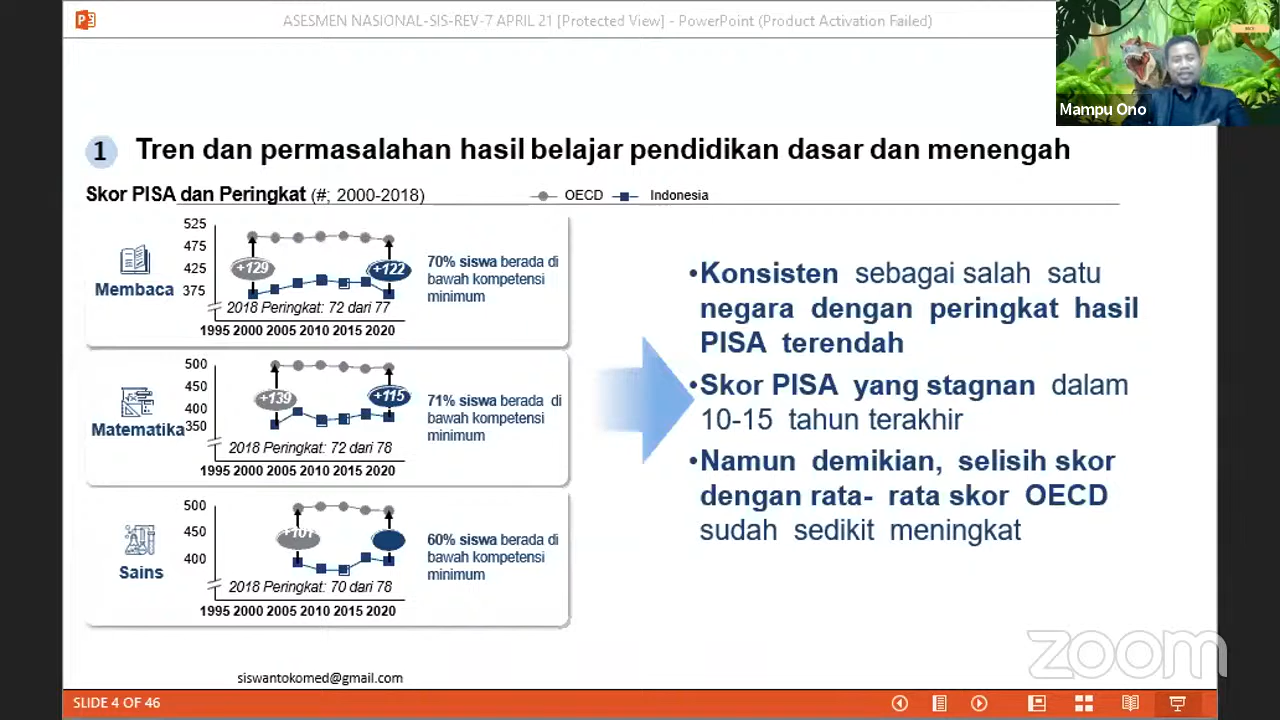 ASESMEN NASIONAL-SIS-REV-7 APRIL 21 [Protected View] - PowerPoint (Product Activation Failed)
Mampu Ono
1 Tren dan permasalahan hasil belajar pendidikan dasar dan menengah
Skor PISA dan Peringkat (#; 2000-2018)
OECD
Indonesia
Membaca
525
475
425
375
+129
+122
2018 Peringkat: 72 dari 77
1995 2000 2005 2010 2015 2020
70% siswa berada di
bawah kompetensi
minimum
Matematika
500
450
400
350
+139
+115
2018 Peringkat: 72 dari 78
1995 2000 2005 2010 2015 2020
71% siswa berada di
bawah kompetensi
minimum
Sains
500
450
400
2018 Peringkat: 70 dari 78
1995 2000 2005 2010 2015 2020
60% siswa berada di
bawah kompetensi
minimum
•Konsisten sebagai salah satu
negara dengan peringkat hasil
PISA terendah
•Skor PISA yang stagnan dalam
10-15 tahun terakhir
•Namun demikian, selisih skor
dengan rata- rata skor OECD
sudah sedikit meningkat
zoom
siswantokomed@gmail.com
SLIDE 4 OF 46